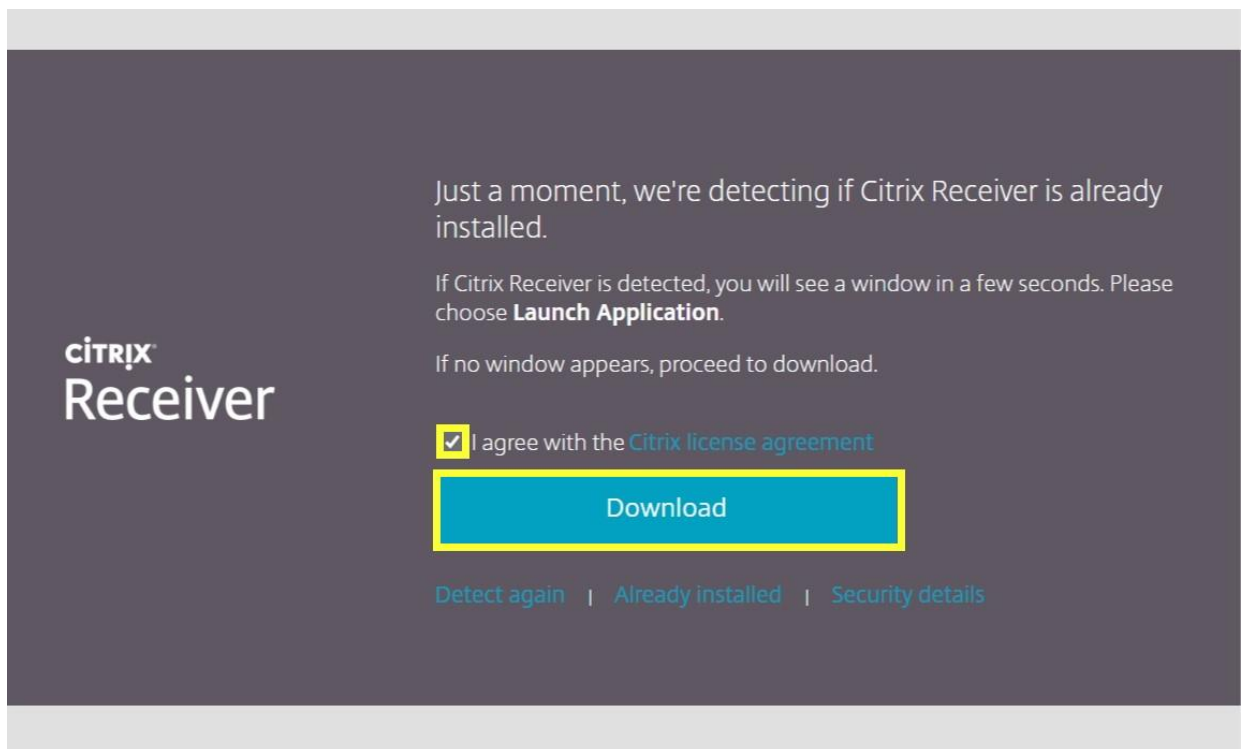 Just a moment, we're detecting if Citrix Receiver is already
installed.
If Citrix Receiver is detected, you will see a window in a few seconds. Please
choose Launch Application.
If no window appears, proceed to download.
CİTRỊX®
Receiver
I agree with the Citrix license agreement
Download
Detect again | Already installed | Security details